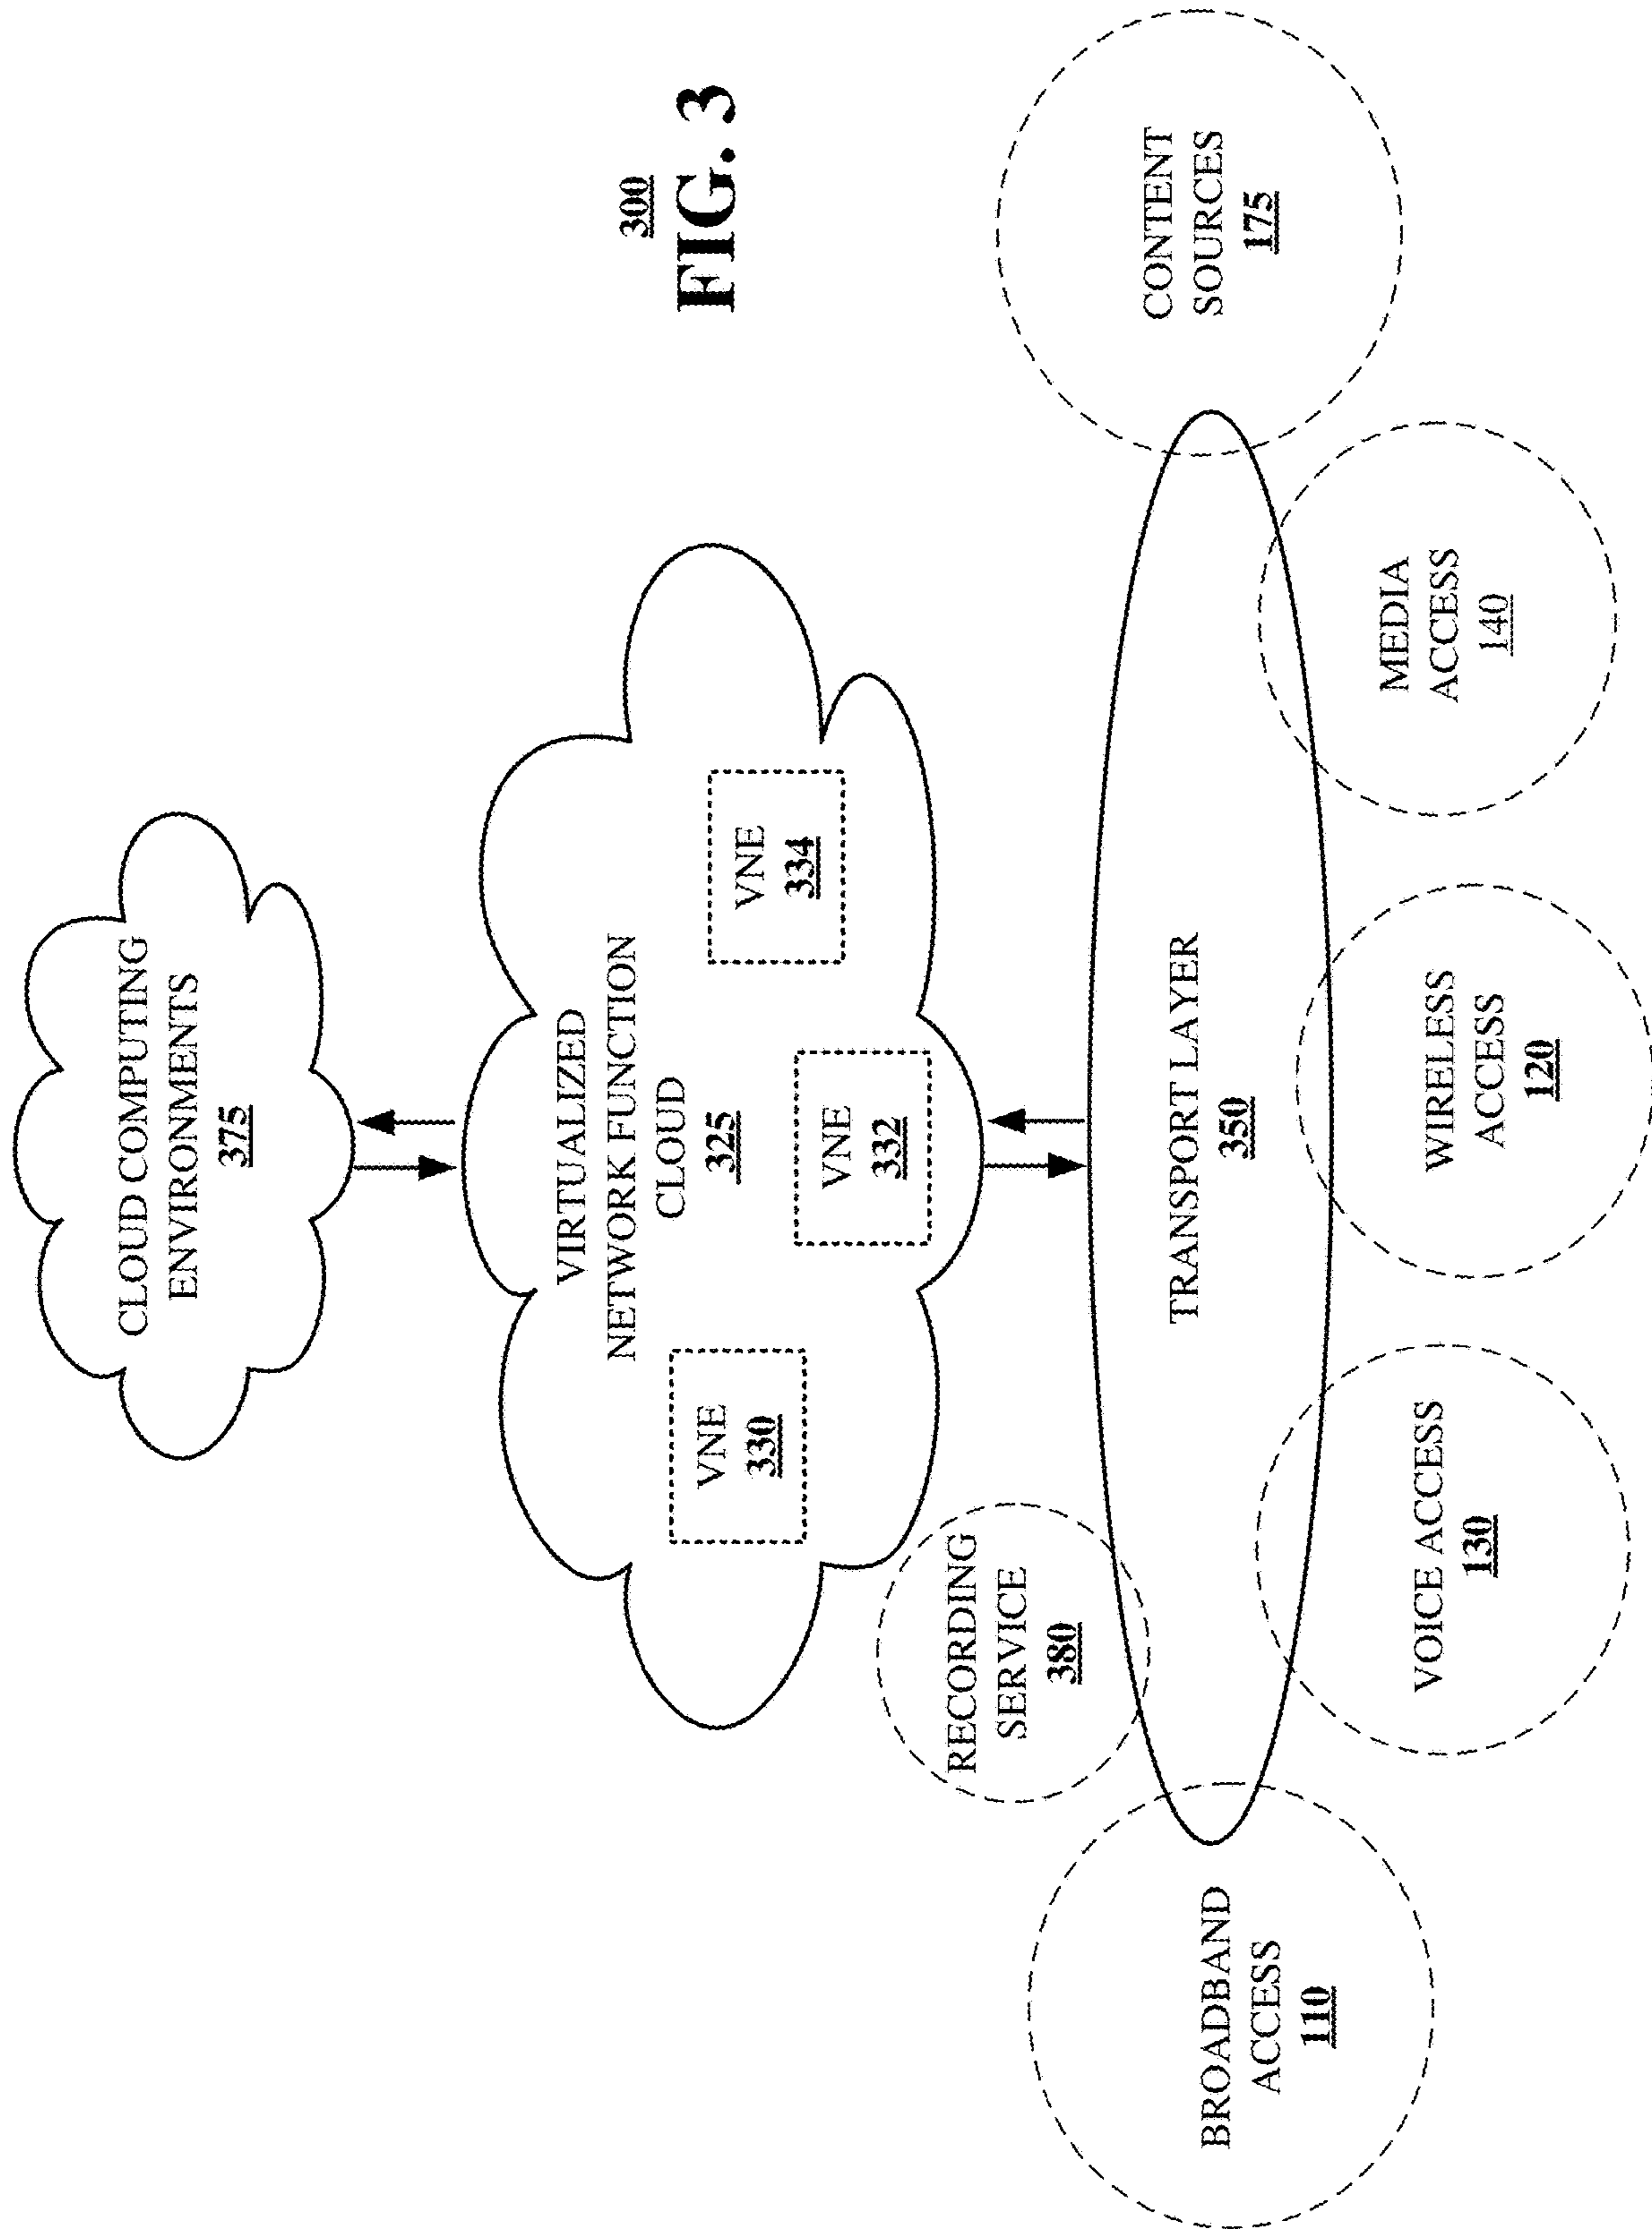 CLOUD COMPUTING
ENVIRONMENTS
375
VIRTUALIZED
NETWORK FUNCTION
CLOUD
325
VNE
330
VNE
332
VNE
334
300
FIG. 3
RECORDING
SERVICE
380
TRANSPORT LAYER
350
BROADBAND
ACCESS
110
VOICE ACCESS
130
WIRELESS
ACCESS
120
MEDIA
ACCESS
140
CONTENT
SOURCES
175